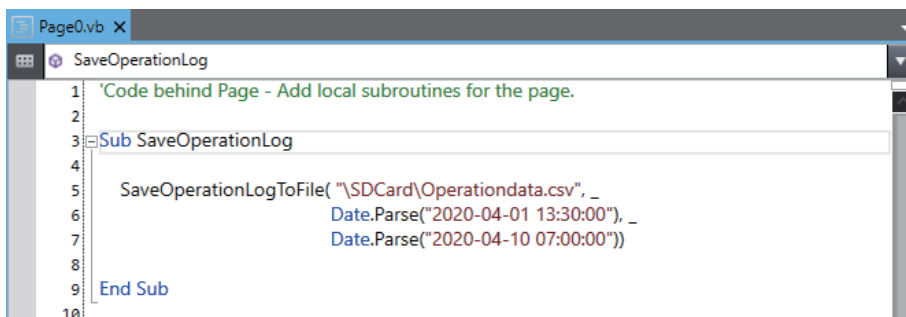 Page0.vb X
SaveOperationLog
1 'Code behind Page - Add local subroutines for the page.
2
3 Sub SaveOperationLog
4
5 SaveOperationLogToFile( "\SDCard\Operationdata.csv", _
6 Date.Parse("2020-04-01 13:30:00"), _
7 Date.Parse("2020-04-10 07:00:00"))
8
9 End Sub
10